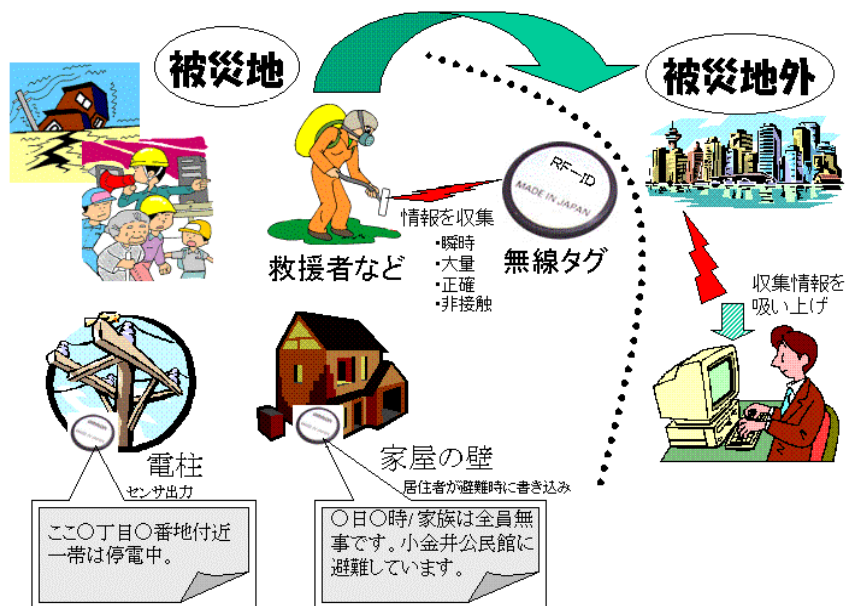 被災地
被災地外
RF-ID
MADE IN JAPAN
情報を収集
・瞬時
・大量
・正確
・非接触
救援者など
無線タグ
収集情報を
吸い上げ
電柱
センサ出力
家屋の壁
居住者が避難時に書き込み
ここ〇丁目〇番地付近
一帯は停電中。
〇日〇時/家族は全員無
事です。小金井公民館に
避難しています。